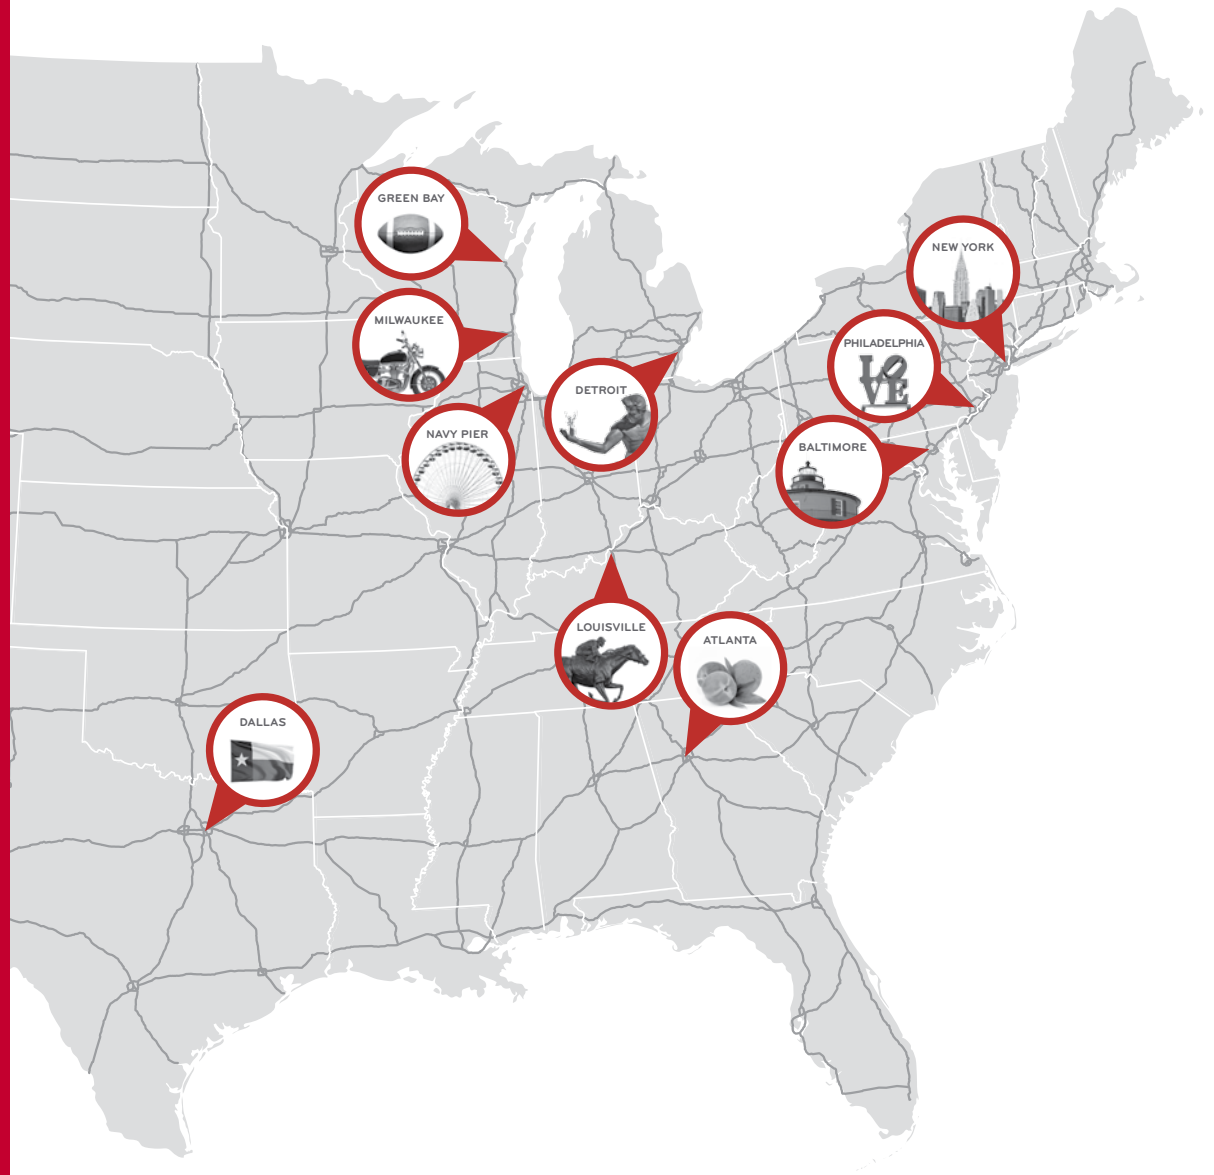 GREEN BAY
NEW YORK
MILWAUKEE
PHILADELPHIA
DETROIT
LOVE
NAVY PIER
BALTIMORE
LOUISVILLE
ATLANTA
DALLAS